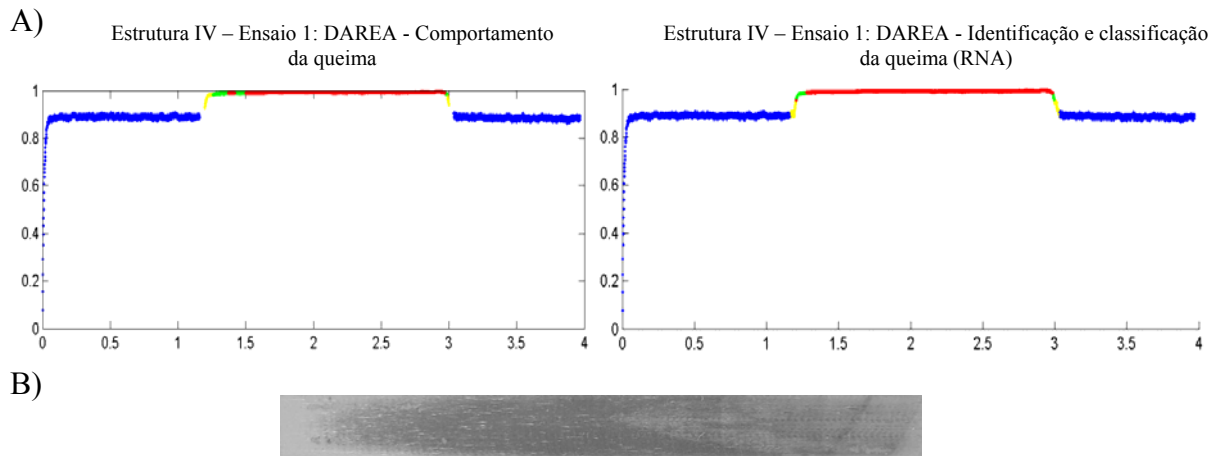 A)
Estrutura IV – Ensaio 1: DAREA - Comportamento
da queima
Estrutura IV – Ensaio 1: DAREA - Identificação e classificação
da queima (RNA)
1
0.8
0.6
0.4
0.2
0
0 0.5 1 1.5 2 2.5 3 3.5 4
1
0.8
0.6
0.4
0.2
0
0 0.5 1 1.5 2 2.5 3 3.5 4
B)